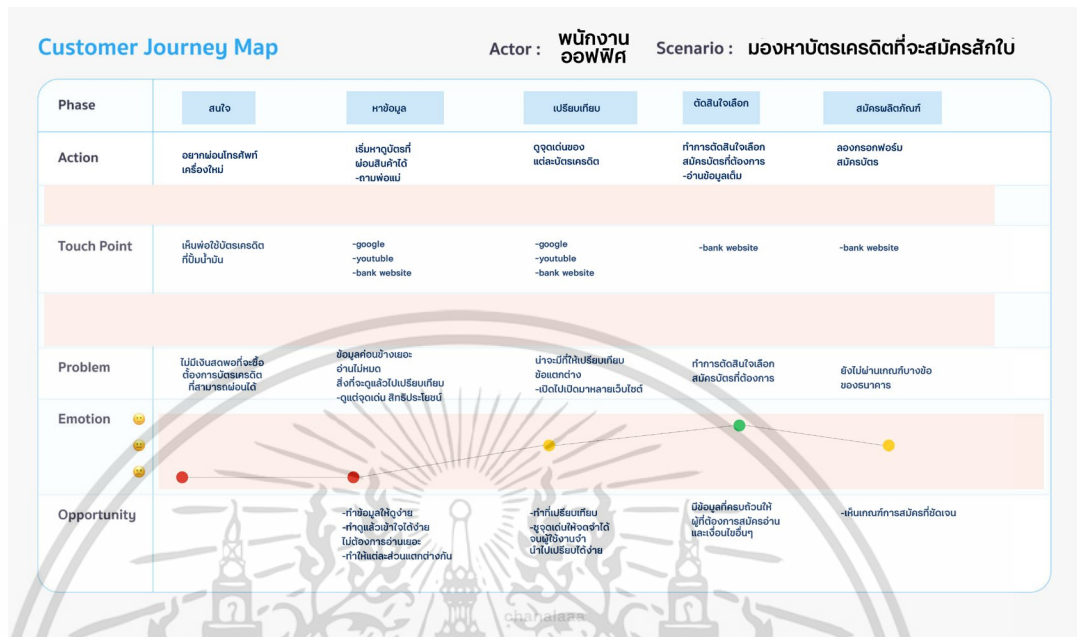 Customer Journey Map
Actor :
พนักงาน
ออฟฟิศ
Scenario : มองหาบัตรเครดิตที่จะสมัครสักใบ
Phase
สนใจ
หาข้อมูล
เปรียบเทียบ
ตัดสินใจเลือก
สมัครผลิตภัณฑ์
Action
อยากผ่อนโทรศัพท์
เครื่องใหม่
เริ่มหาดูบัตรที่
ผ่อนสินค้าได้
-ถามพ่อแม่
ดูจุดเด่นของ
แต่ละบัตรเครดิต
ทำการตัดสินใจเลือก
สมัครบัตรที่ต้องการ
-อ่านข้อมูลเต็ม
ลองกรอกฟอร์ม
สมัครบัตร
Touch Point
เห็นพ่อใช้บัตรเครดิต
ที่ปั๊มน้ำมัน
-google
-youtuble
-bank website
-google
-youtuble
-bank website
-bank website
-bank website
Problem
ไม่มีเงินสดพอที่จะซื้อ
ต้องการบัตรเครดิต
ที่สามารถผ่อนได้
ข้อมูลค่อนข้างเยอะ
อ่านไม่หมด
สิ่งที่จะดูแล้วไปเปรียบเทียบ
-ดูแต่จุดเด่น สิทธิประโยชน์
น่าจะมีที่ให้เปรียบเทียบ
ข้อแตกต่าง
-เปิดไปเปิดมาหลายเว็บไซต์
ทำการตัดสินใจเลือก
สมัครบัตรที่ต้องการ
ยังไม่ผ่านเกณฑ์บางข้อ
ของธนาคาร
Emotion
Opportunity
-ทำข้อมูลให้ดูง่าย
-ทำดูแล้วเข้าใจได้ง่าย
ไม่ต้องการอ่านเยอะ
-ทำให้แต่ละส่วนแตกต่างกัน
-ทำที่เปรียบเทียบ
-ชูจุดเด่นให้จดจำได้
จนผู้ใช้งานจำ
นำไปเปรียบได้ง่าย
มีข้อมูลที่ครบถ้วนให้
ผู้ที่ต้องการสมัครอ่าน
และเงื่อนไขอื่นๆ
-เห็นเกณฑ์การสมัครที่ชัดเจน
chanalaaa